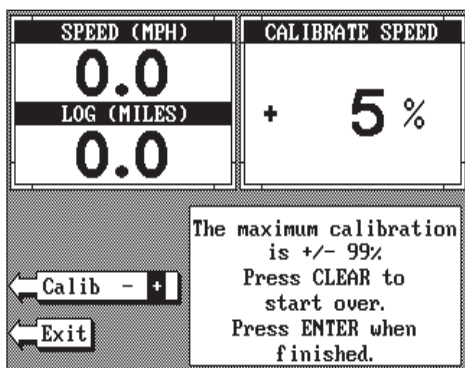 SPEED (MPH)
0.0
LOG (MILES)
0.0
CALIBRATE SPEED
+ 5 %
The maximum calibration
is +/- 99%
Press CLEAR to
start over.
Press ENTER when
finished.
Calib - +
Exit